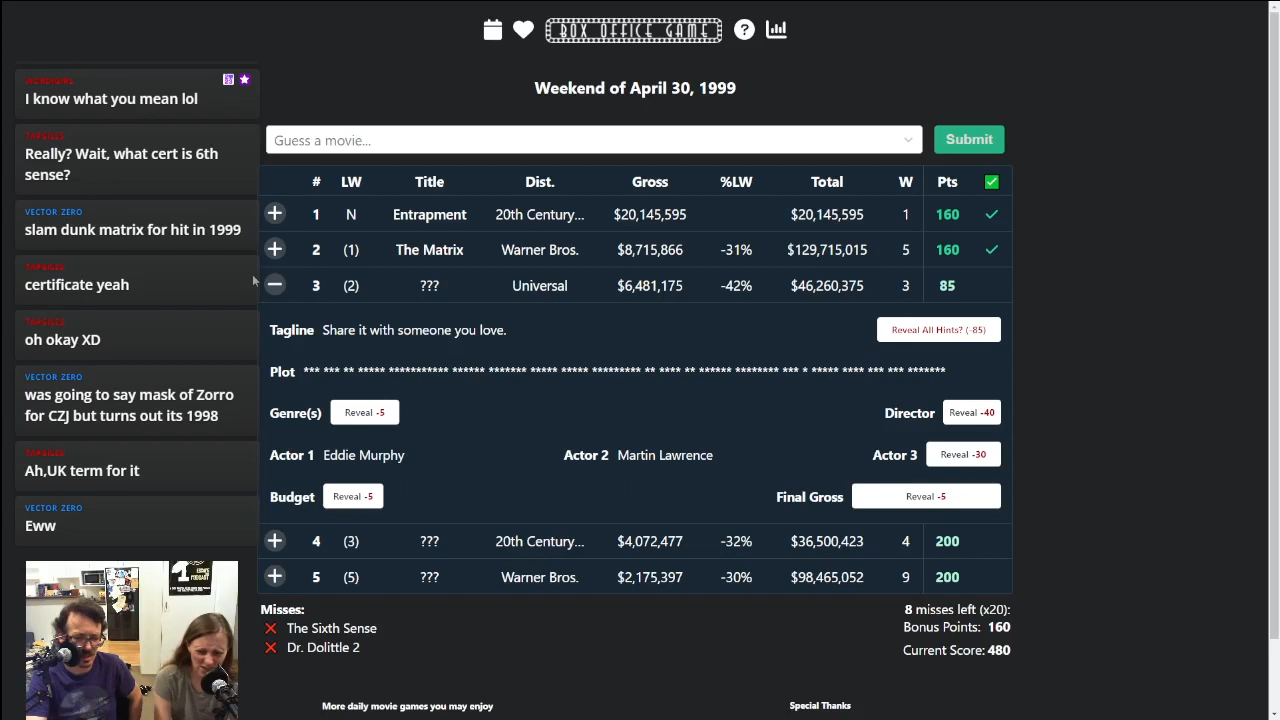 BOX OFFICE GAME
Weekend of April 30, 1999
I know what you mean lol
TAPGILES
Really? Wait, what cert is 6th
sense?
VECTOR ZERO
slam dunk matrix for hit in 1999
TAPGILES
certificate yeah
TAPGILES
oh okay XD
VECTOR ZERO
was going to say mask of Zorro
for CZJ but turns out its 1998
TAPGILES
Ah,UK term for it
VECTOR ZERO
Eww
Guess a movie...
Submit
# LW Title Dist. Gross %LW Total W Pts
1 N Entrapment 20th Century... $20,145,595 $20,145,595 1 160
2 (1) The Matrix Warner Bros. $8,715,866 -31% $129,715,015 5 160
3 (2) ??? Universal $6,481,175 -42% $46,260,375 3 85
Tagline Share it with someone you love.
Reveal All Hints? (-85)
Plot *** *** ** ***** *********** ****** ******* ***** ***** ********* ** **** ** ****** ******** *** * ***** **** *** *** *******
Genre(s) Reveal -5
Director Reveal -40
Actor 1 Eddie Murphy
Actor 2 Martin Lawrence
Actor 3 Reveal -30
Budget Reveal -5
Final Gross Reveal -5
4 (3) ??? 20th Century... $4,072,477 -32% $36,500,423 4 200
5 (5) ??? Warner Bros. $2,175,397 -30% $98,465,052 9 200
Misses:
The Sixth Sense
Dr. Dolittle 2
8 misses left (x20):
Bonus Points: 160
Current Score: 480
More daily movie games you may enjoy
Special Thanks